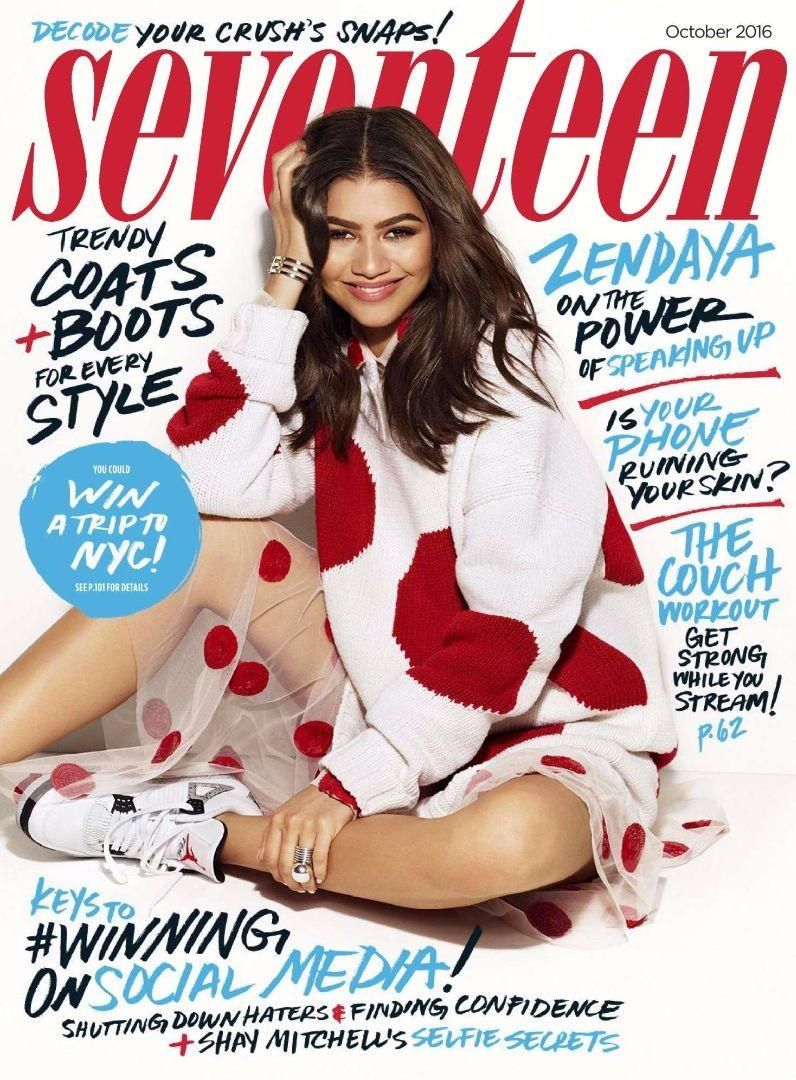 DECODE YOUR CRUSH'S SNAPS!
October 2016
seventeen
TRENDY
COATS
+BOOTS
FOR EVERY
STYLE
YOU COULD
WIN
A TRIP TO
NYC!
SEE P.101 FOR DETAILS
ZENDAYA
ON THE
POWER
OF SPEAKING UP
IS YOUR
PHONE
RUINING
YOUR SKIN?
THE
COUCH
WORKOUT
GET
STRONG
WHILE YOU
STREAM!
P.62
KEYS TO
#WINNING
ON SOCIAL MEDIA!
SHUTTING DOWN HATERS & FINDING CONFIDENCE
+ SHAY MITCHELL'S SELFIE SECRETS